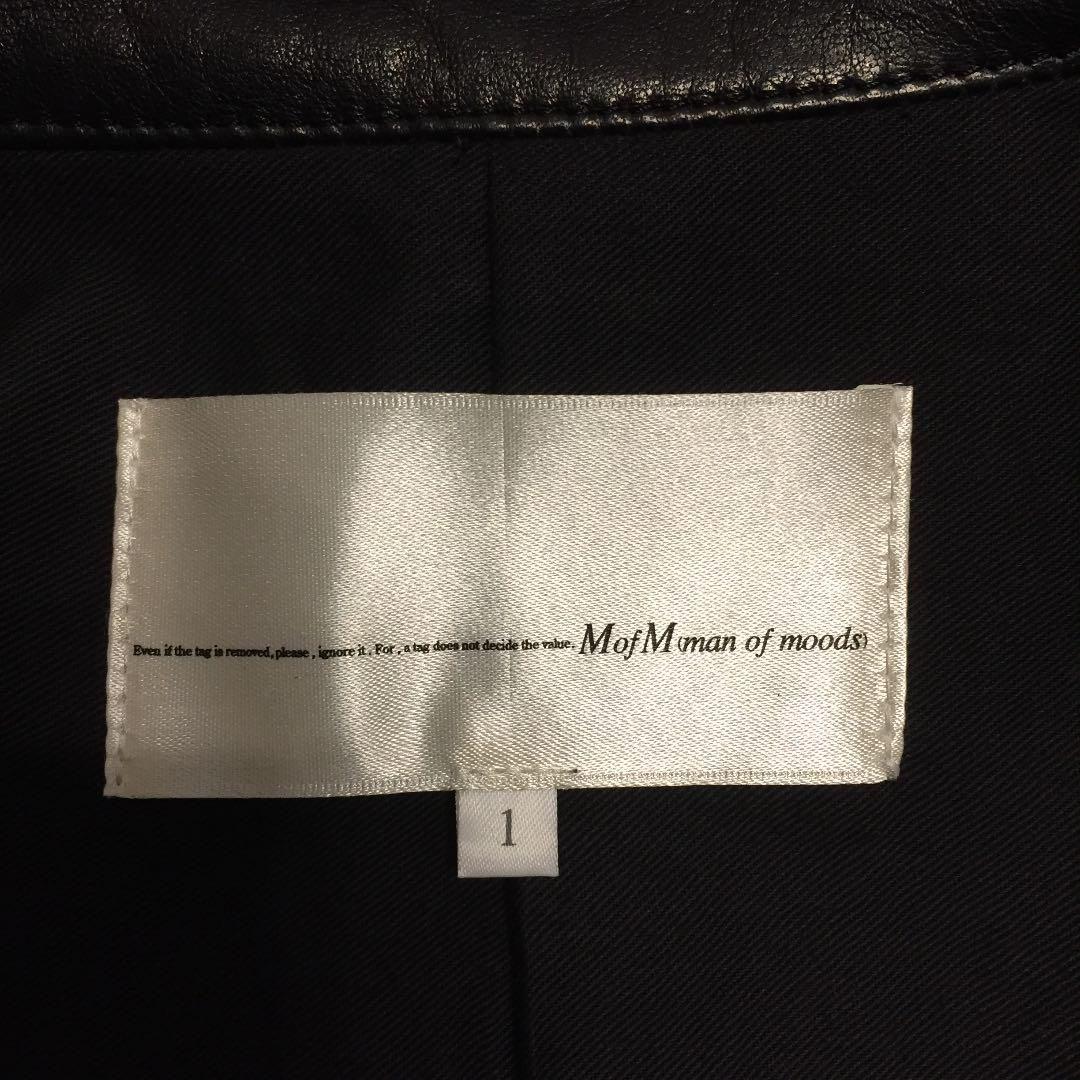 Even if the tag is removed, please , ignore it . For , a tag does not decide the value. M of M (man of moods)
1